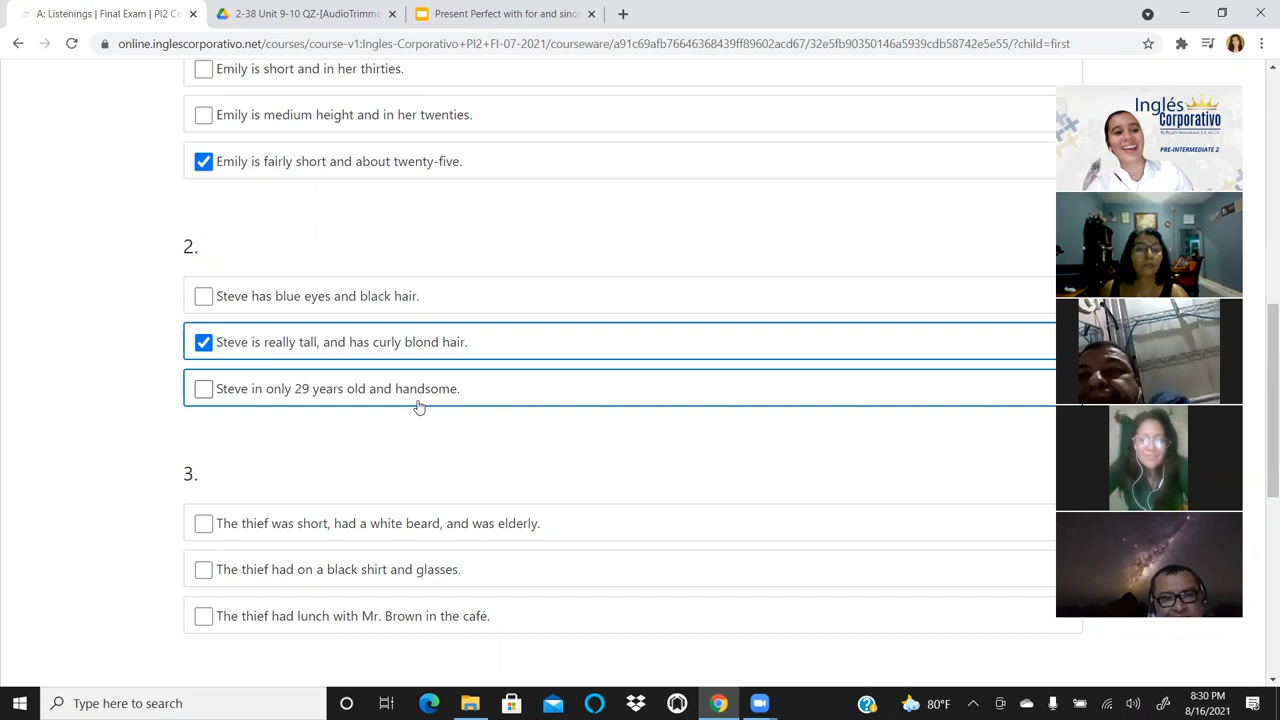 A: Listenings | Final Exam | PI2 Co
2-38 Unit 9-10 QZ-[AudioTrimme
Present Perfect with for and since
online.inglescorporativo.net/courses/course-v1:Ingles-Corporativo+PI2+FLX5-2021/courseware/a91c69afb76646368439ff89602acd67/32e5fb90350146a5939cdb58742e5e55/?child=first
Emily is short and in her thirties.
Emily is medium height and in her twenties.
Emily is fairly short and about twenty-five.
2.
Steve has blue eyes and black hair.
Steve is really tall, and has curly blond hair.
Steve in only 29 years old and handsome.
3.
The thief was short, had a white beard, and was elderly.
The thief had on a black shirt and glasses.
The thief had lunch with Mr. Brown in the café.
Inglés
Corporativo
PRE-INTERMEDIATE 2
Type here to search
80°F
8:30 PM
8/16/2021